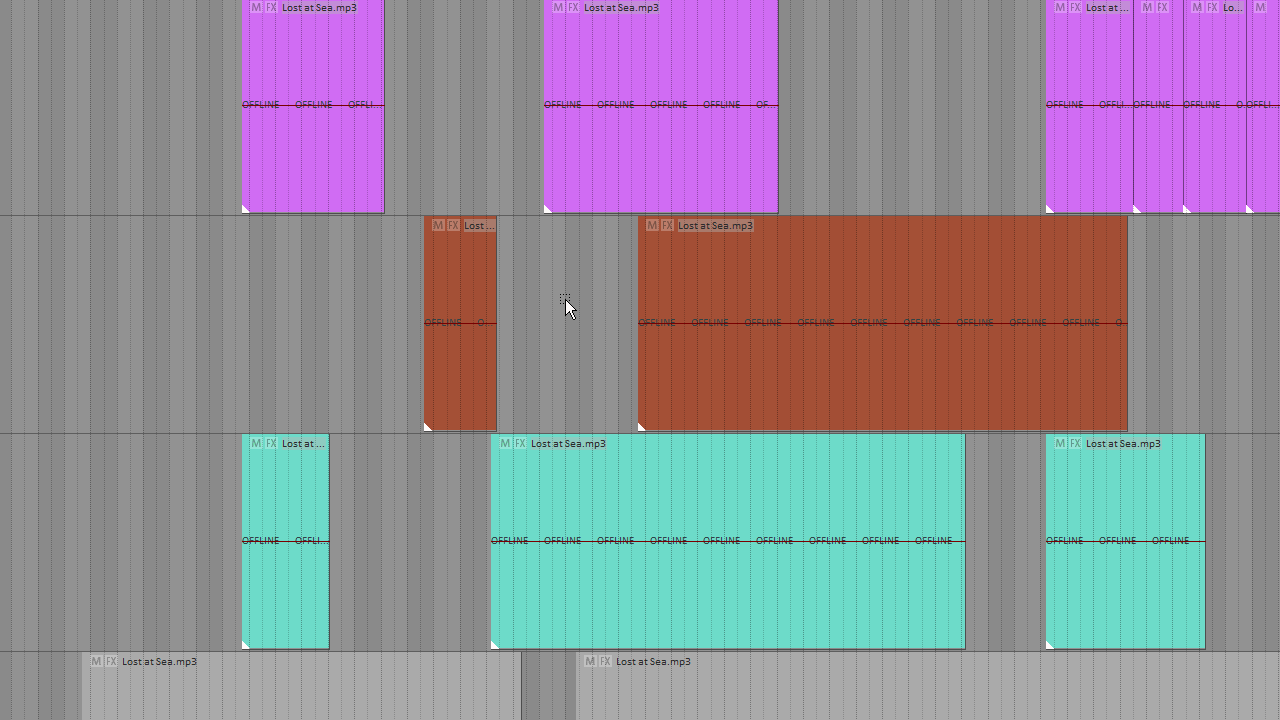 M FX Lost at Sea.mp3
M FX Lost at Sea.mp3
M FX Lost at ...
M FX
M FX Lo...
M
OFFLINE OFFLINE OFFLI...
OFFLINE OFFLINE OFFLINE OFFLINE OF...
OFFLINE OFFLI...
OFFLINE
OFFLINE O...
OFFLI...
M FX Lost ...
M FX Lost at Sea.mp3
OFFLINE O...
OFFLINE OFFLINE OFFLINE OFFLINE OFFLINE OFFLINE OFFLINE OFFLINE OFFLINE O...
M FX Lost at ...
M FX Lost at Sea.mp3
M FX Lost at Sea.mp3
OFFLINE OFFLI...
OFFLINE OFFLINE OFFLINE OFFLINE OFFLINE OFFLINE OFFLINE OFFLINE OFFLINE
OFFLINE OFFLINE OFFLINE
M FX Lost at Sea.mp3
M FX Lost at Sea.mp3